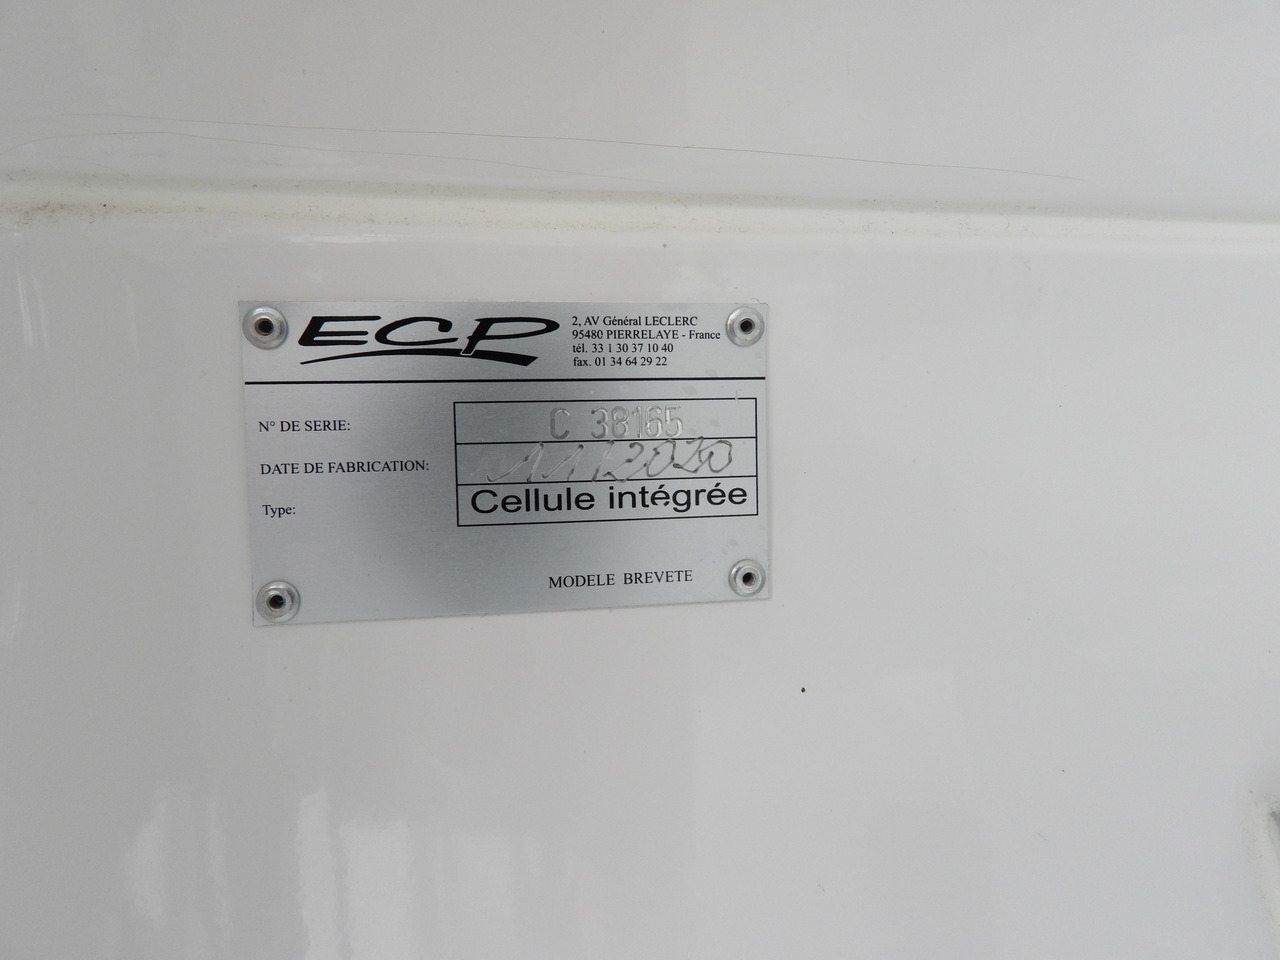 ECP
2, AV Général LECLERC
95480 PIERRELAYE - France
tél. 33 1 30 37 10 40
fax. 01 34 64 29 22
N° DE SERIE: C 38165
DATE DE FABRICATION: 11/2020
Type: Cellule intégrée
MODELE BREVETE